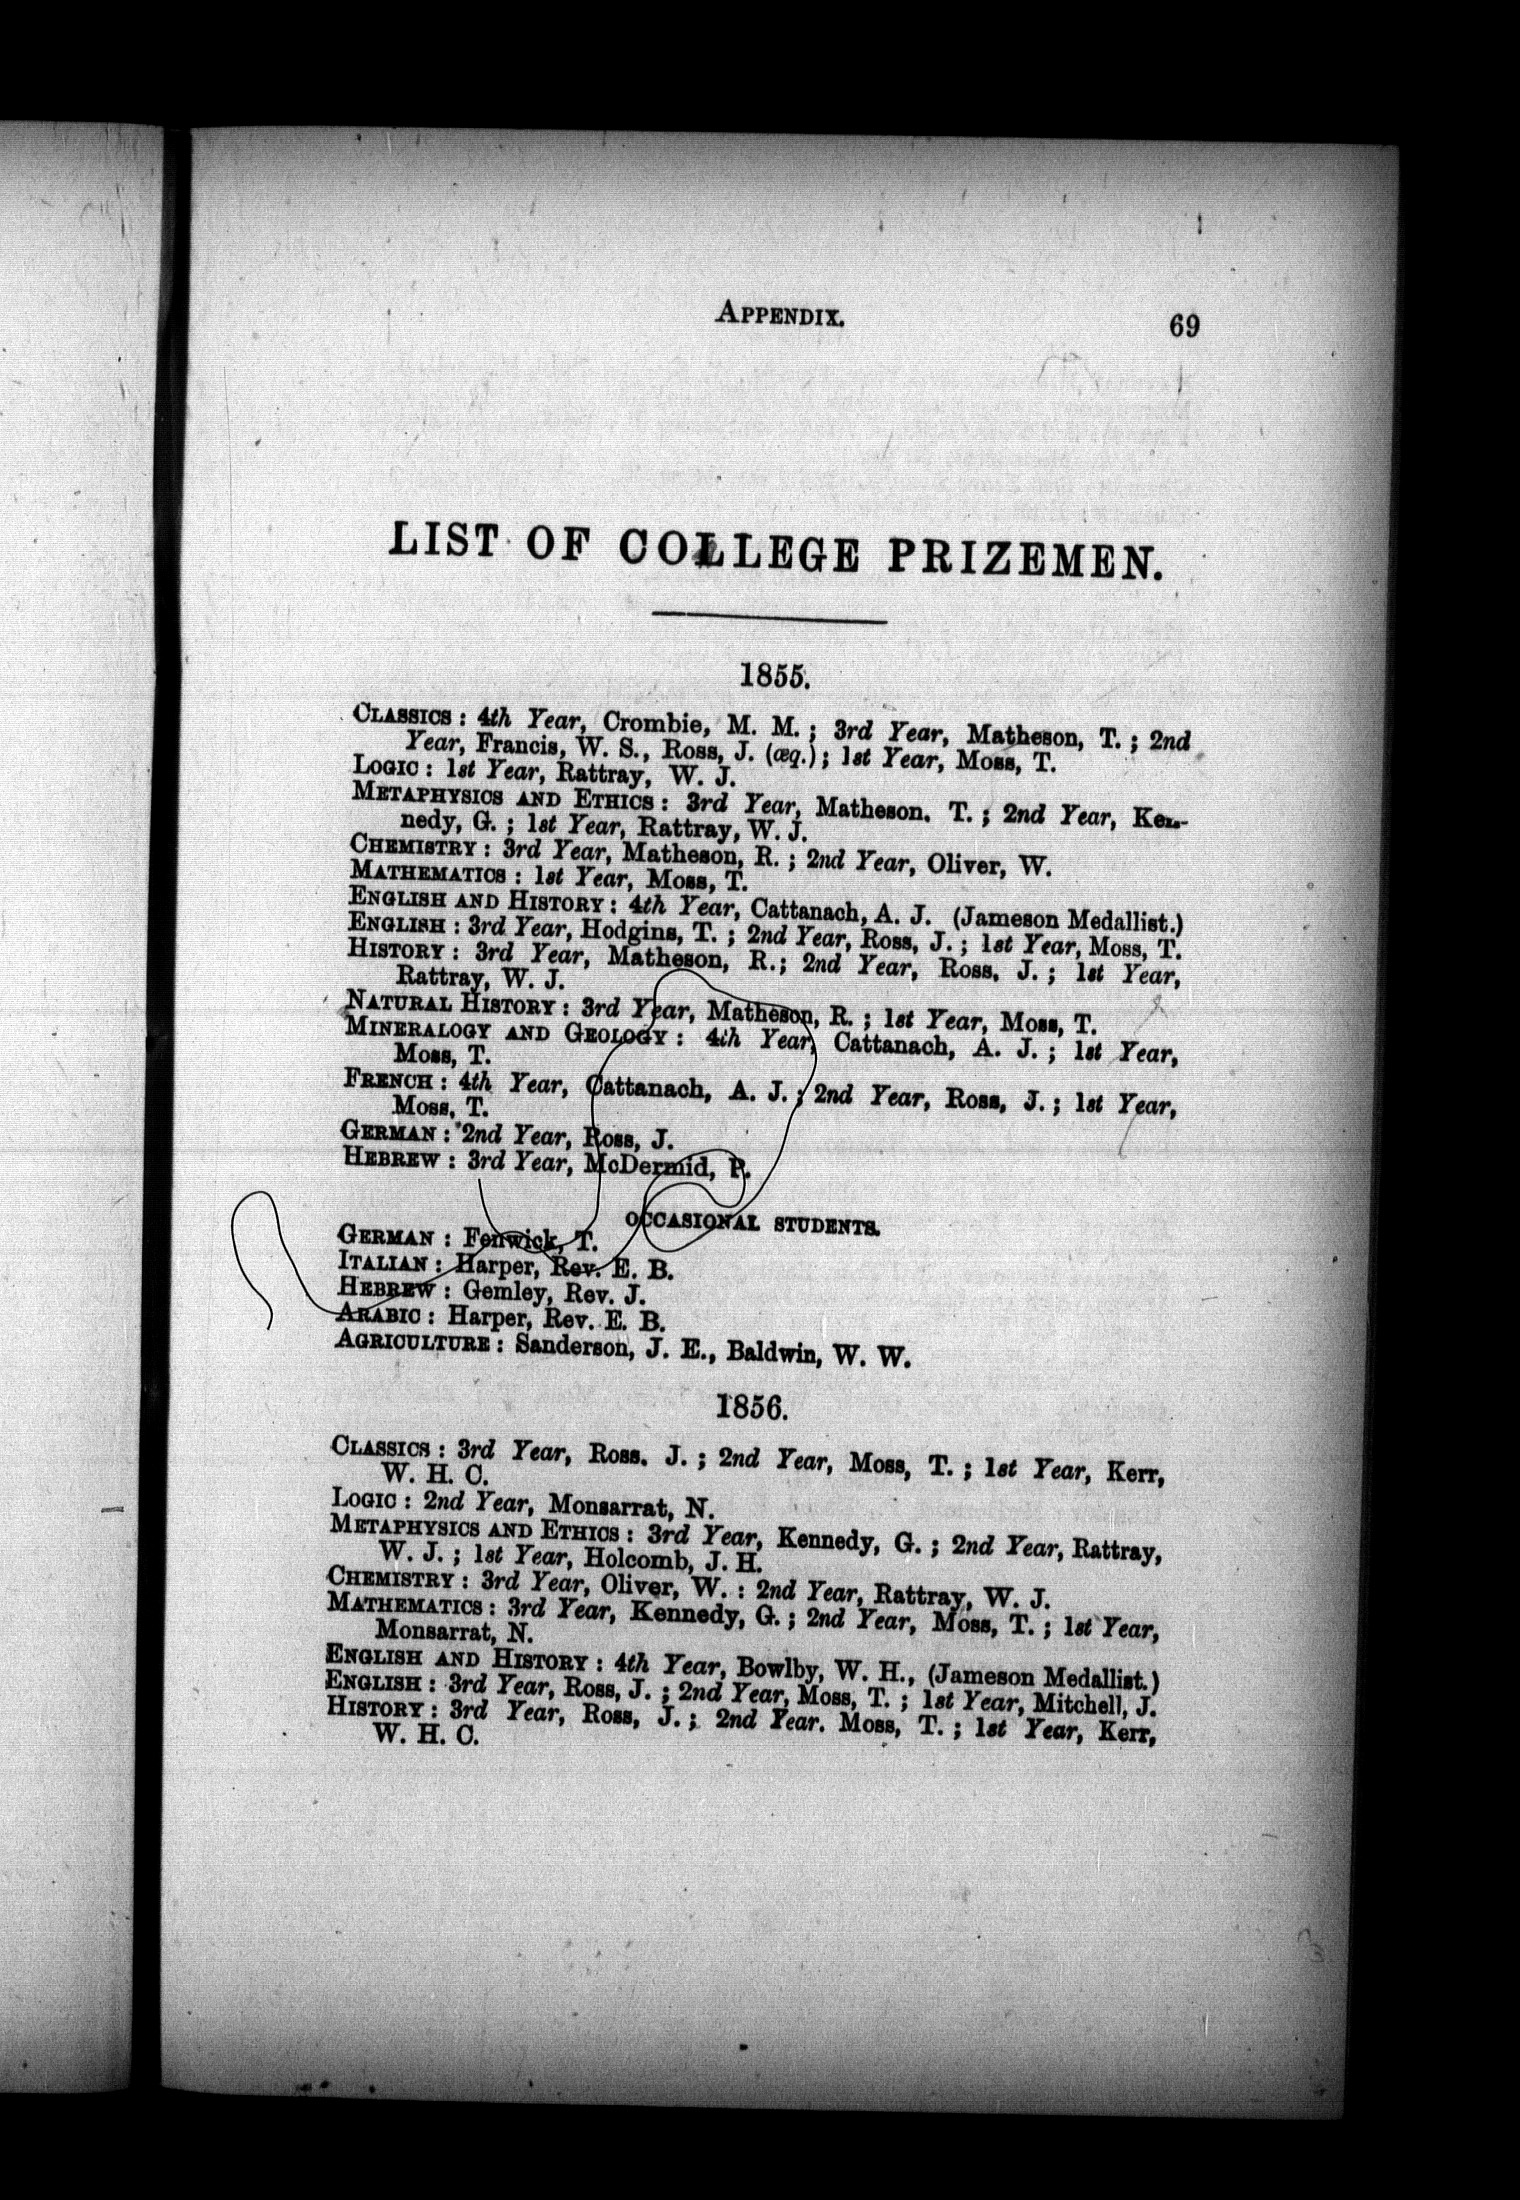 APPENDIX.
69
LIST OF COLLEGE PRIZEMEN.
1855.
CLASSICS : 4th Year, Crombie, M. M. ; 3rd Year, Matheson, T. ; 2nd
Year, Francis, W. S., Ross, J. (æq.) ; 1st Year, Moss, T.
LOGIC : 1st Year, Rattray, W. J.
METAPHYSICS AND ETHICS : 3rd Year, Matheson. T. ; 2nd Year, Ken-
nedy, G. ; 1st Year, Rattray, W. J.
CHEMISTRY : 3rd Year, Matheson, R. ; 2nd Year, Oliver, W.
MATHEMATICS : 1st Year, Moss, T.
ENGLISH AND HISTORY : 4th Year, Cattanach, A. J. (Jameson Medallist.)
ENGLISH : 3rd Year, Hodgins, T. ; 2nd Year, Ross, J. ; 1st Year, Moss, T.
HISTORY : 3rd Year, Matheson, R. ; 2nd Year, Ross. J. ; 1st Year,
Rattray, W. J.
NATURAL HISTORY : 3rd Year, Matheson, R. ; 1st Year, Moss, T.
MINERALOGY AND GEOLOGY : 4th Year, Cattanach, A. J. ; 1st Year,
Moss, T.
FRENCH : 4th Year, Cattanach, A. J. ; 2nd Year, Ross, J. ; 1st Year,
Moss, T.
GERMAN : 2nd Year, Ross, J.
HEBREW : 3rd Year, McDermid, P.
OCCASIONAL STUDENTS.
GERMAN : Fenwick, T.
ITALIAN : Harper, Rev. E. B.
HEBREW : Gemley, Rev. J.
ARABIC : Harper, Rev. E. B.
AGRICULTURE : Sanderson, J. E., Baldwin, W. W.
1856.
CLASSICS : 3rd Year, Ross. J. ; 2nd Year, Moss, T. ; 1st Year, Kerr,
W. H. C.
LOGIC : 2nd Year, Monsarrat, N.
METAPHYSICS AND ETHICS : 3rd Year, Kennedy, G. ; 2nd Year, Rattray,
W. J. ; 1st Year, Holcomb, J. H.
CHEMISTRY : 3rd Year, Oliver, W. : 2nd Year, Rattray, W. J.
MATHEMATICS : 3rd Year, Kennedy, G. ; 2nd Year, Moss, T. ; 1st Year,
Monsarrat, N.
ENGLISH AND HISTORY : 4th Year, Bowlby, W. H., (Jameson Medallist.)
ENGLISH : 3rd Year, Ross, J. ; 2nd Year, Moss, T. ; 1st Year, Mitchell, J.
HISTORY : 3rd Year, Ross, J. ; 2nd Year. Moss, T. ; 1st Year, Kerr,
W. H. C.